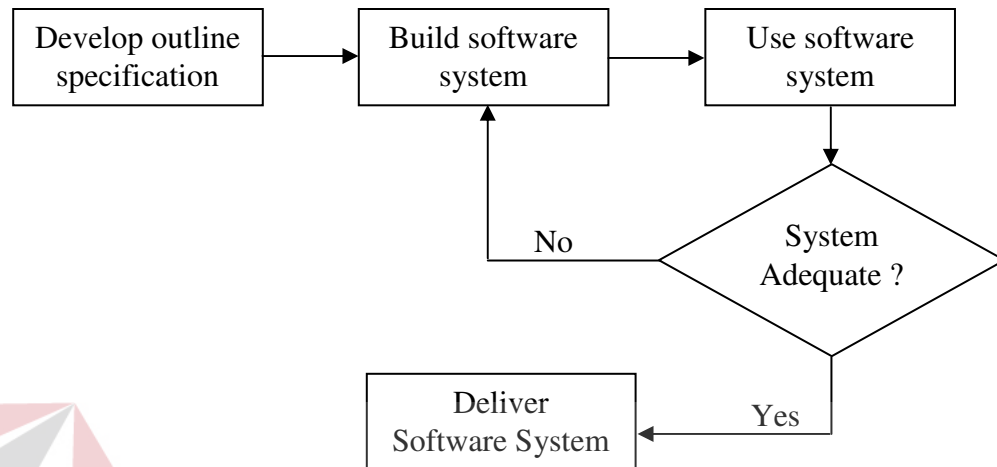 Develop outline
specification
Build software
system
Use software
system
System
Adequate ?
No
Yes
Deliver
Software System